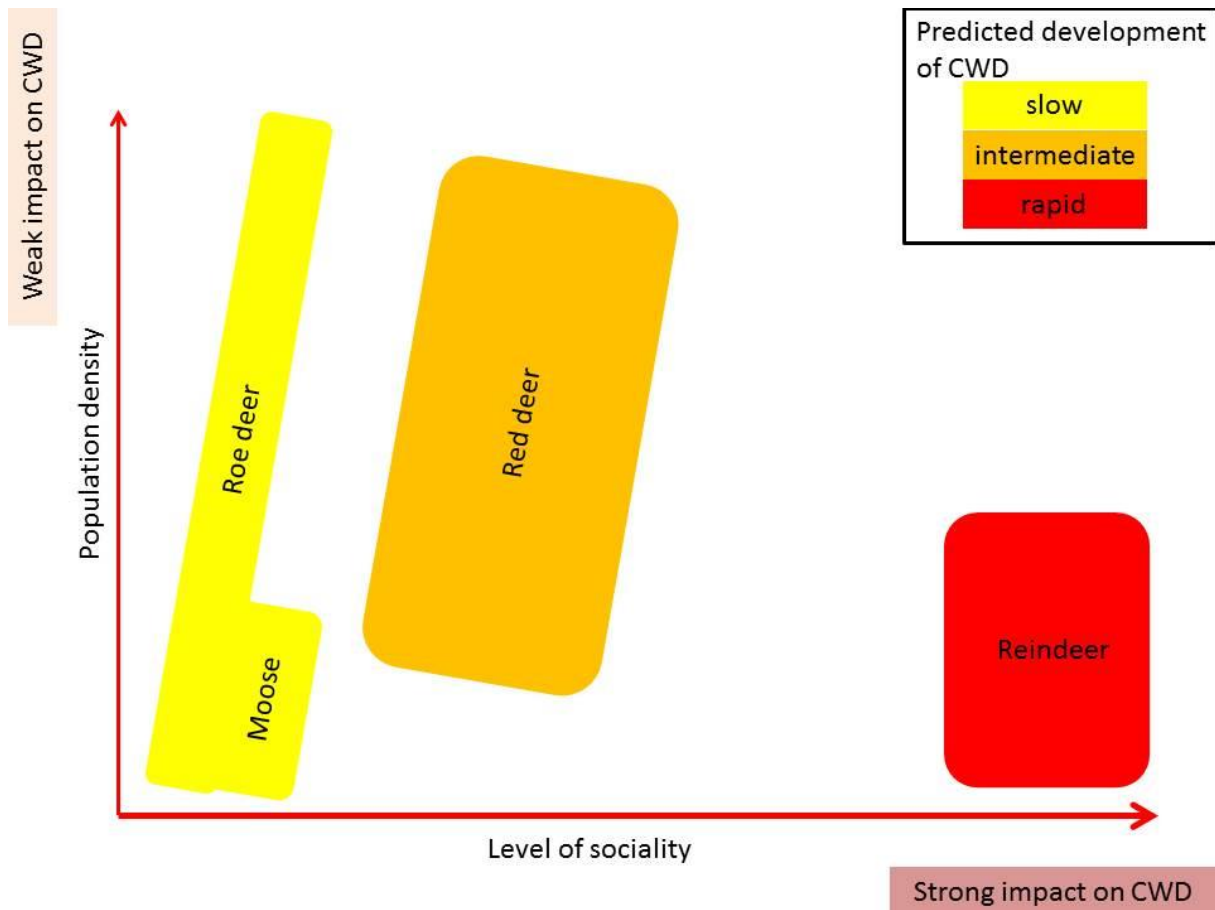 Weak impact on CWD
Predicted development
of CWD
slow
intermediate
rapid
Population density
Roe deer
Moose
Red deer
Reindeer
Level of sociality
Strong impact on CWD